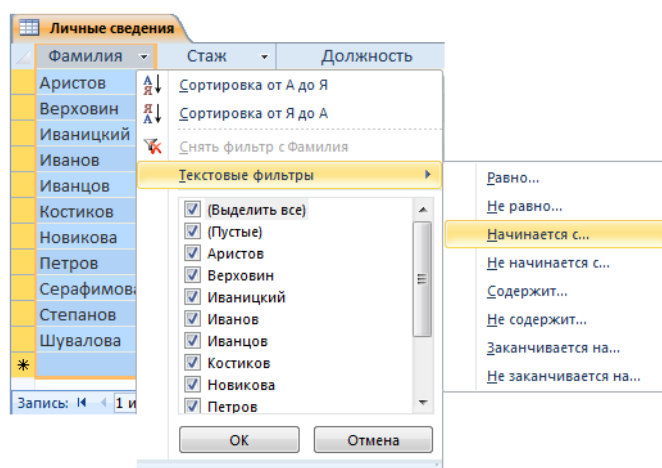 Личные сведения
Фамилия Стаж Должность
Аристов
Верховин
Иваницкий
Иванов
Иванцов
Костиков
Новикова
Петров
Серафимова
Степанов
Шувалова
Запись: 1 и
Сортировка от А до Я
Сортировка от Я до А
Снять фильтр с Фамилия
Текстовые фильтры
(Выделить все)
(Пустые)
Аристов
Верховин
Иваницкий
Иванов
Иванцов
Костиков
Новикова
Петров
ОК Отмена
Равно...
Не равно...
Начинается с...
Не начинается с...
Содержит...
Не содержит...
Заканчивается на...
Не заканчивается на...